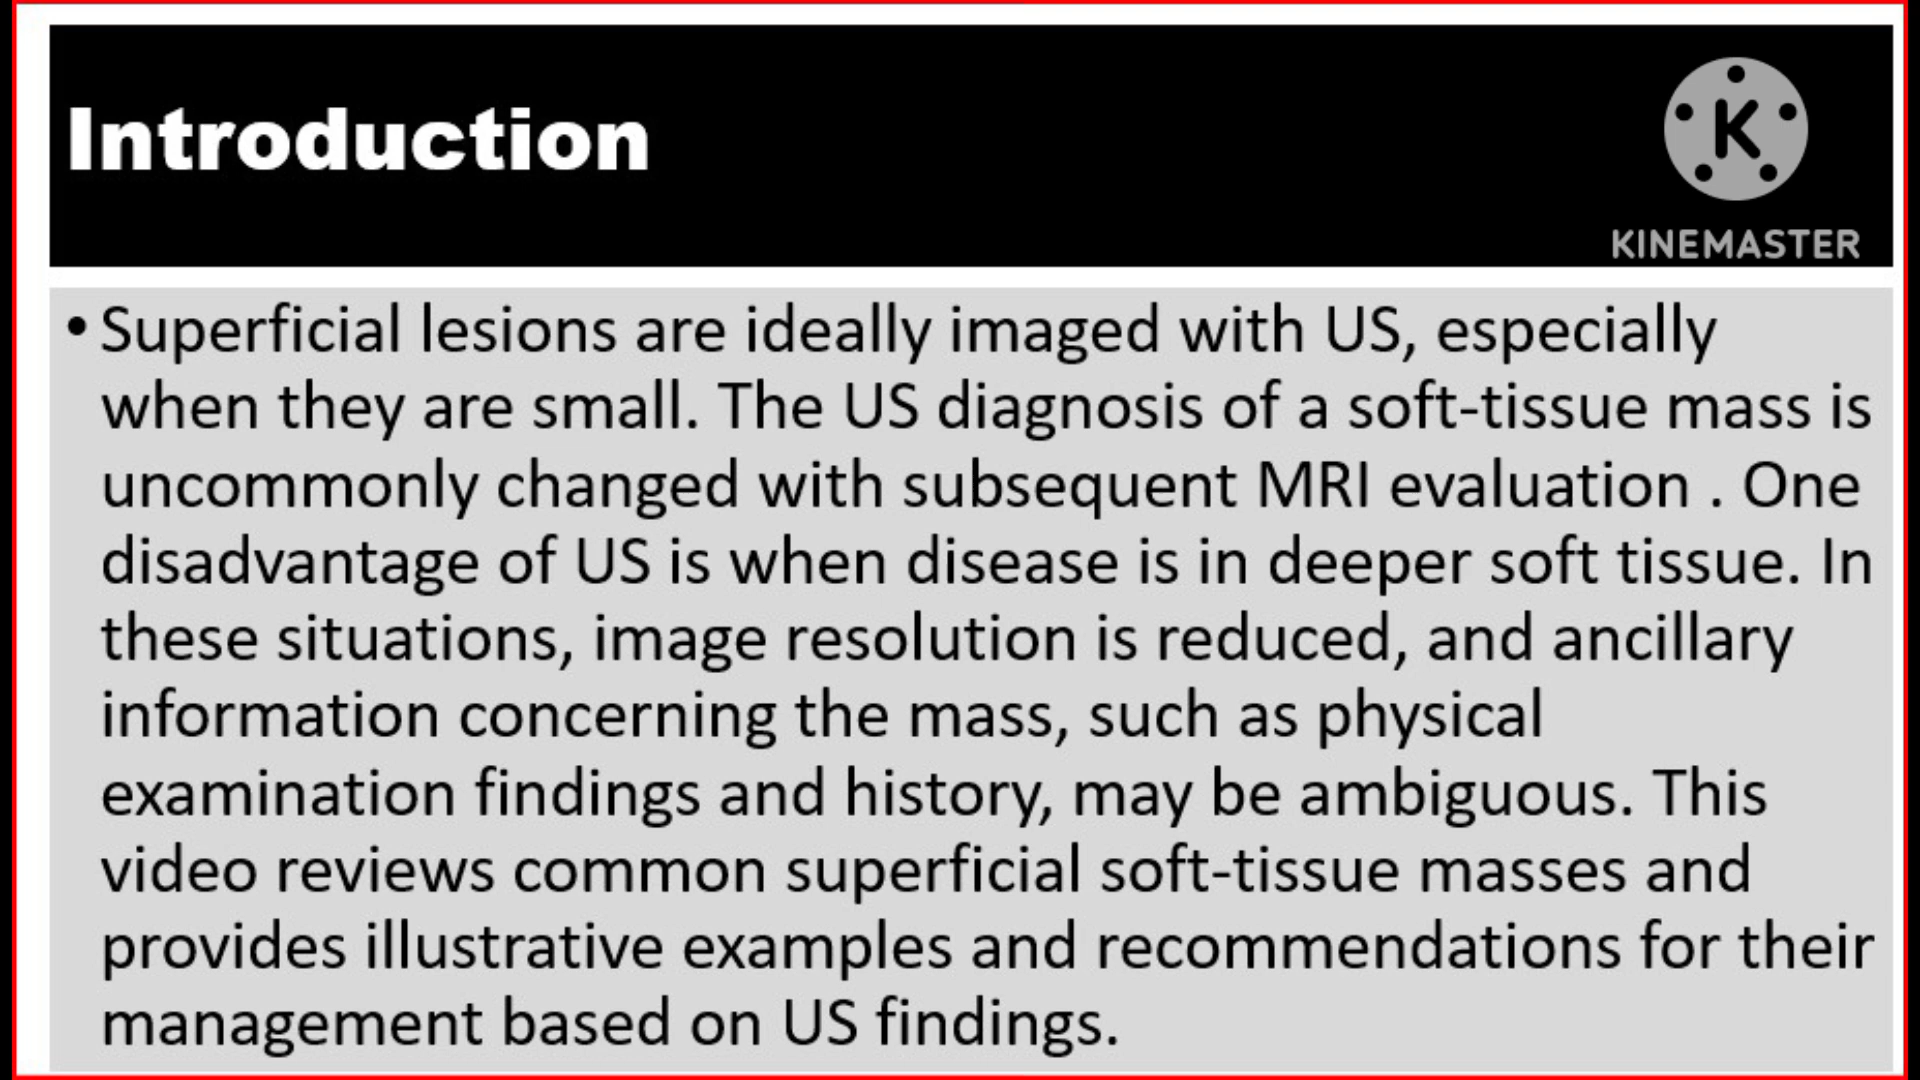 Introduction
K
KINEMASTER
• Superficial lesions are ideally imaged with US, especially
when they are small. The US diagnosis of a soft-tissue mass is
uncommonly changed with subsequent MRI evaluation . One
disadvantage of US is when disease is in deeper soft tissue. In
these situations, image resolution is reduced, and ancillary
information concerning the mass, such as physical
examination findings and history, may be ambiguous. This
video reviews common superficial soft-tissue masses and
provides illustrative examples and recommendations for their
management based on US findings.